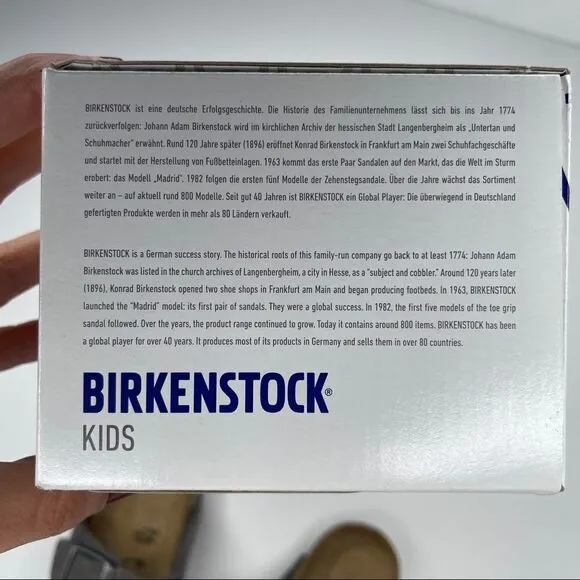 BIRKENSTOCK ist eine deutsche Erfolgsgeschichte. Die Historie des Familienunternehmens lässt sich bis ins Jahr 1774
zurückverfolgen: Johann Adam Birkenstock wird im kirchlichen Archiv der hessischen Stadt Langenbergheim als „Untertan und
Schuhmacher“ erwähnt. Rund 120 Jahre später (1896) eröffnet Konrad Birkenstock in Frankfurt am Main zwei Schuhfachgeschäfte
und startet mit der Herstellung von Fußbetteinlagen. 1963 kommt das erste Paar Sandalen auf den Markt, das die Welt im Sturm
erobert: das Modell „Madrid“. 1982 folgen die ersten fünf Modelle der Zehenstegsandale. Über die Jahre wächst das Sortiment
weiter an – auf aktuell rund 800 Modelle. Seit gut 40 Jahren ist BIRKENSTOCK ein Global Player: Die überwiegend in Deutschland
gefertigten Produkte werden in mehr als 80 Ländern verkauft.
BIRKENSTOCK is a German success story. The historical roots of this family-run company go back to at least 1774: Johann Adam
Birkenstock was listed in the church archives of Langenbergheim, a city in Hesse, as a "subject and cobbler." Around 120 years later
(1896), Konrad Birkenstock opened two shoe shops in Frankfurt am Main and began producing footbeds. In 1963, BIRKENSTOCK
launched the "Madrid" model: its first pair of sandals. They were a global success. In 1982, the first five models of the toe grip
sandal followed. Over the years, the product range continued to grow. Today it contains around 800 items. BIRKENSTOCK has been
a global player for over 40 years. It produces most of its products in Germany and sells them in over 80 countries.
BIRKENSTOCK®
KIDS